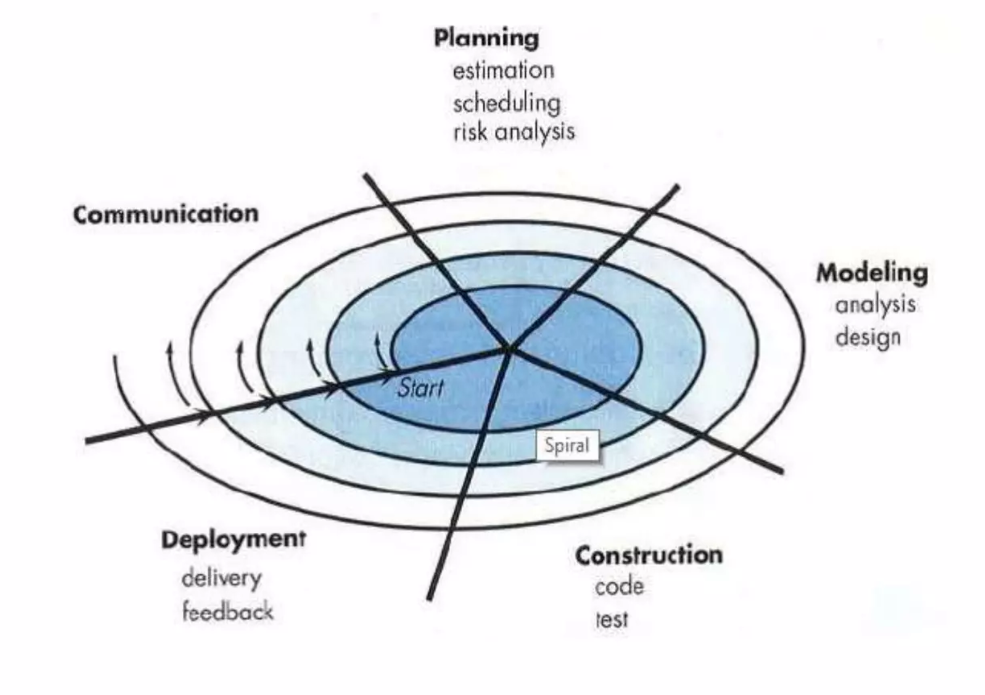 Planning
estimation
scheduling
risk analysis
Communication
Modeling
analysis
design
Start
Spiral
Deployment
delivery
feedback
Construction
code
test